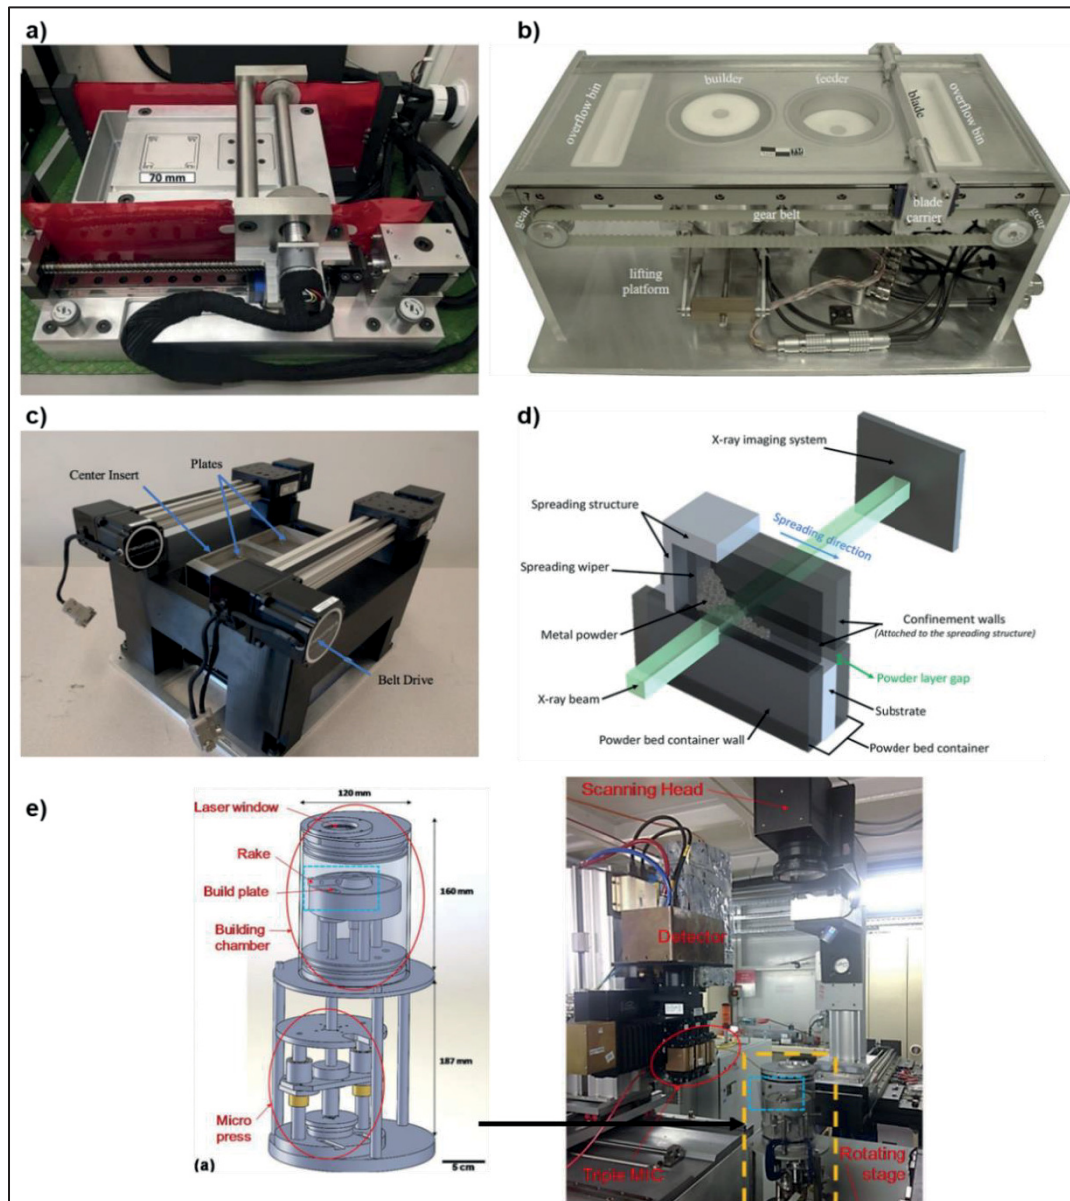 a)
70 mm
b)
overflow bin
builder
feeder
blade
overflow bin
gear
gear belt
blade
carrier
gear
lifting
platform
c)
Plates
Center Insert
Belt Drive
d)
X-ray imaging system
Spreading structure
Spreading direction
Spreading wiper
Metal powder
Confinement walls
(Attached to the spreading structure)
Powder layer gap
X-ray beam
Substrate
Powder bed container wall
Powder bed container
e)
120 mm
Laser window
Rake
Build plate
160 mm
Building
chamber
187 mm
Micro
press
(a)
5 cm
Scanning Head
Detector
Triple MLC
Rotating
stage